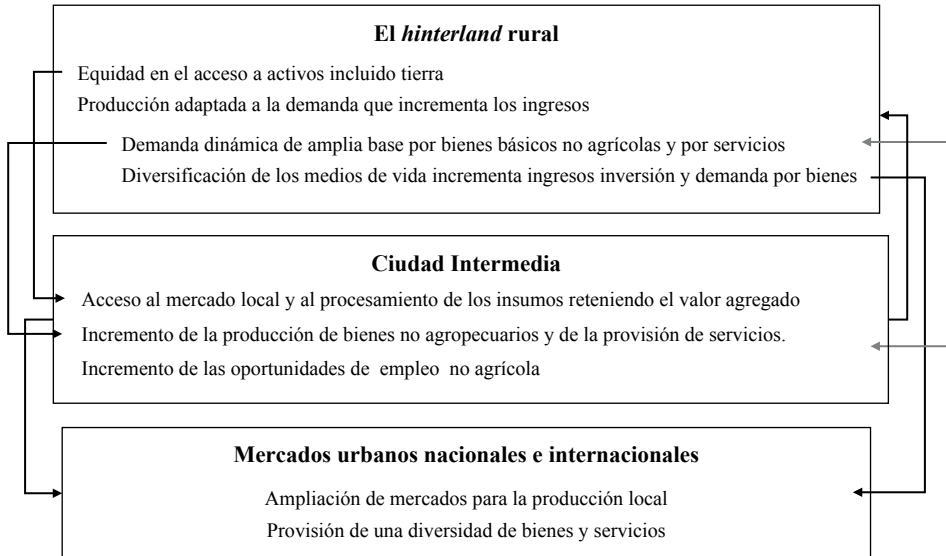 El hinterland rural
Equidad en el acceso a activos incluido tierra
Producción adaptada a la demanda que incrementa los ingresos
Demanda dinámica de amplia base por bienes básicos no agrícolas y por servicios
Diversificación de los medios de vida incrementa ingresos inversión y demanda por bienes
Ciudad Intermedia
Acceso al mercado local y al procesamiento de los insumos reteniendo el valor agregado
Incremento de la producción de bienes no agropecuarios y de la provisión de servicios.
Incremento de las oportunidades de empleo no agrícola
Mercados urbanos nacionales e internacionales
Ampliación de mercados para la producción local
Provisión de una diversidad de bienes y servicios